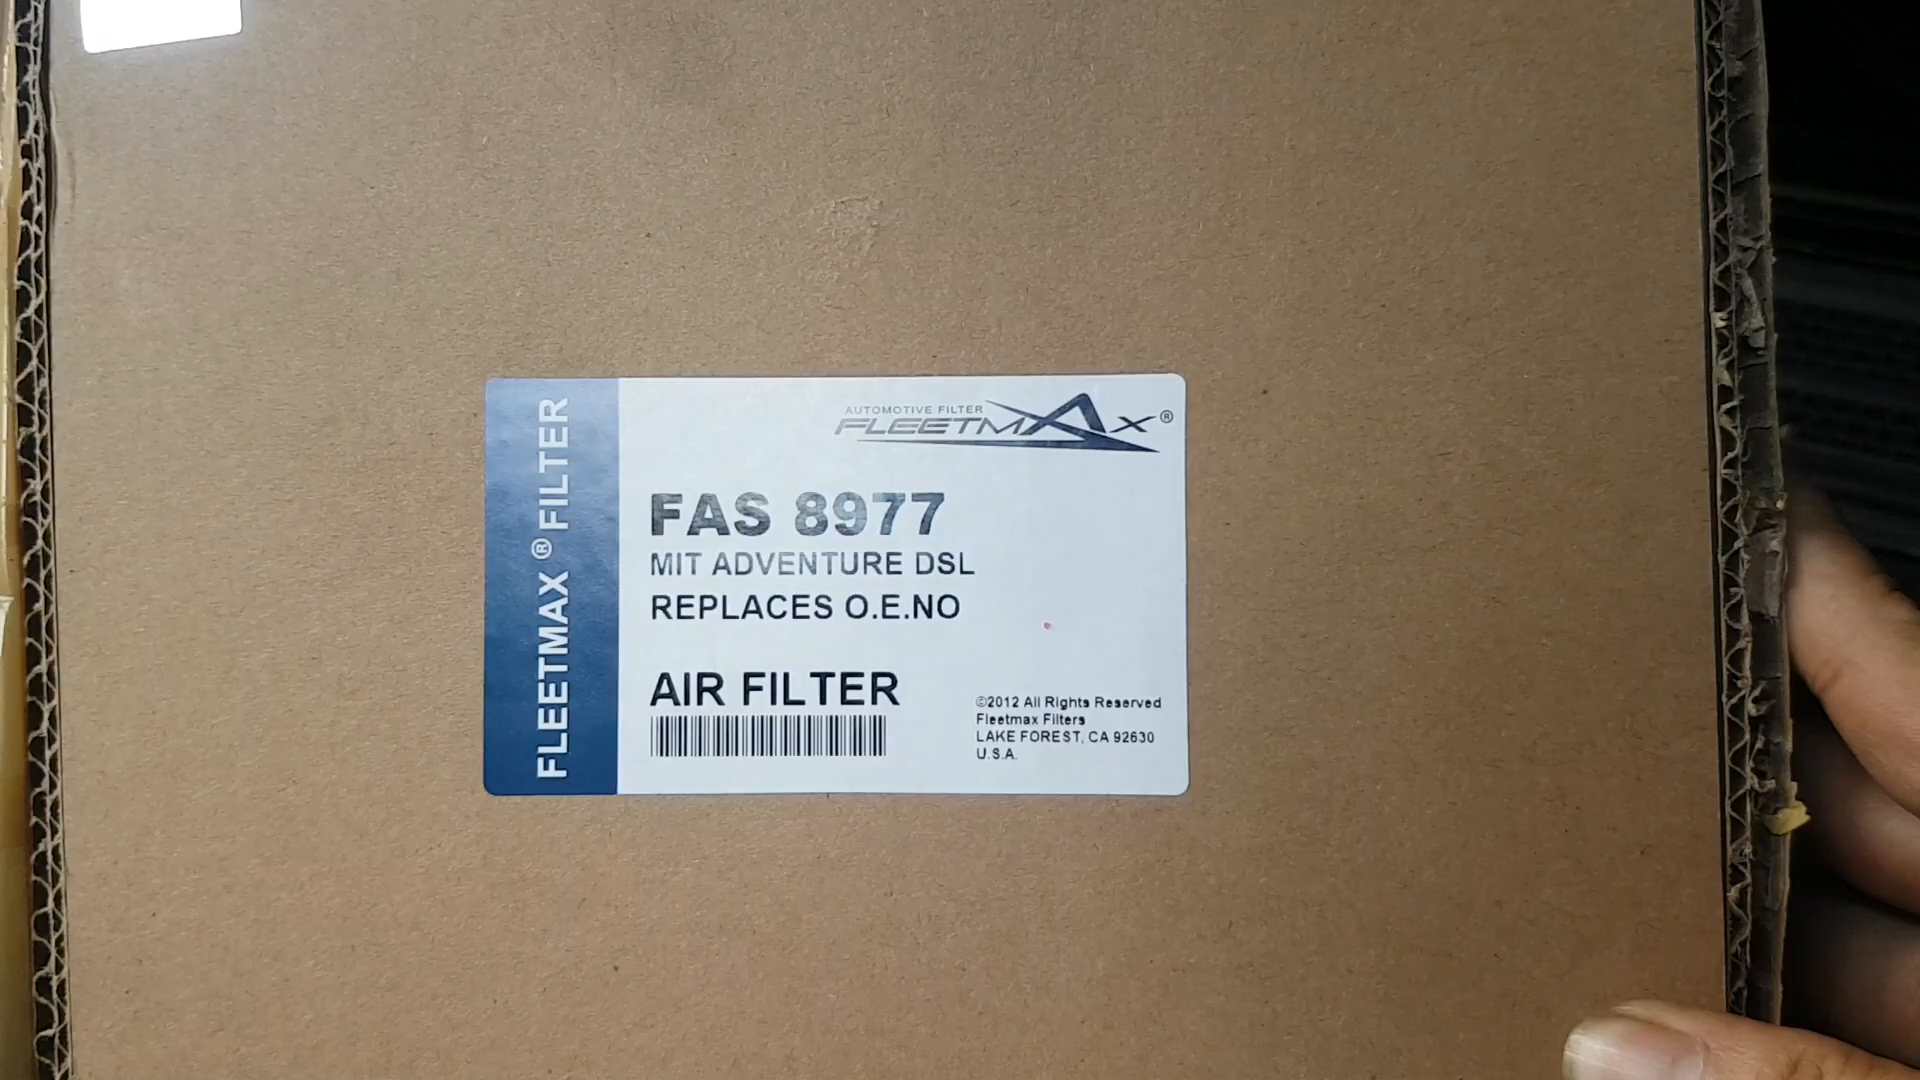 FLEETMAX® FILTER
AUTOMOTIVE FILTER
FLEETMAX®
FAS 8977
MIT ADVENTURE DSL
REPLACES O.E.NO
AIR FILTER
©2012 All Rights Reserved
Fleetmax Filters
LAKE FOREST, CA 92630
U.S.A.